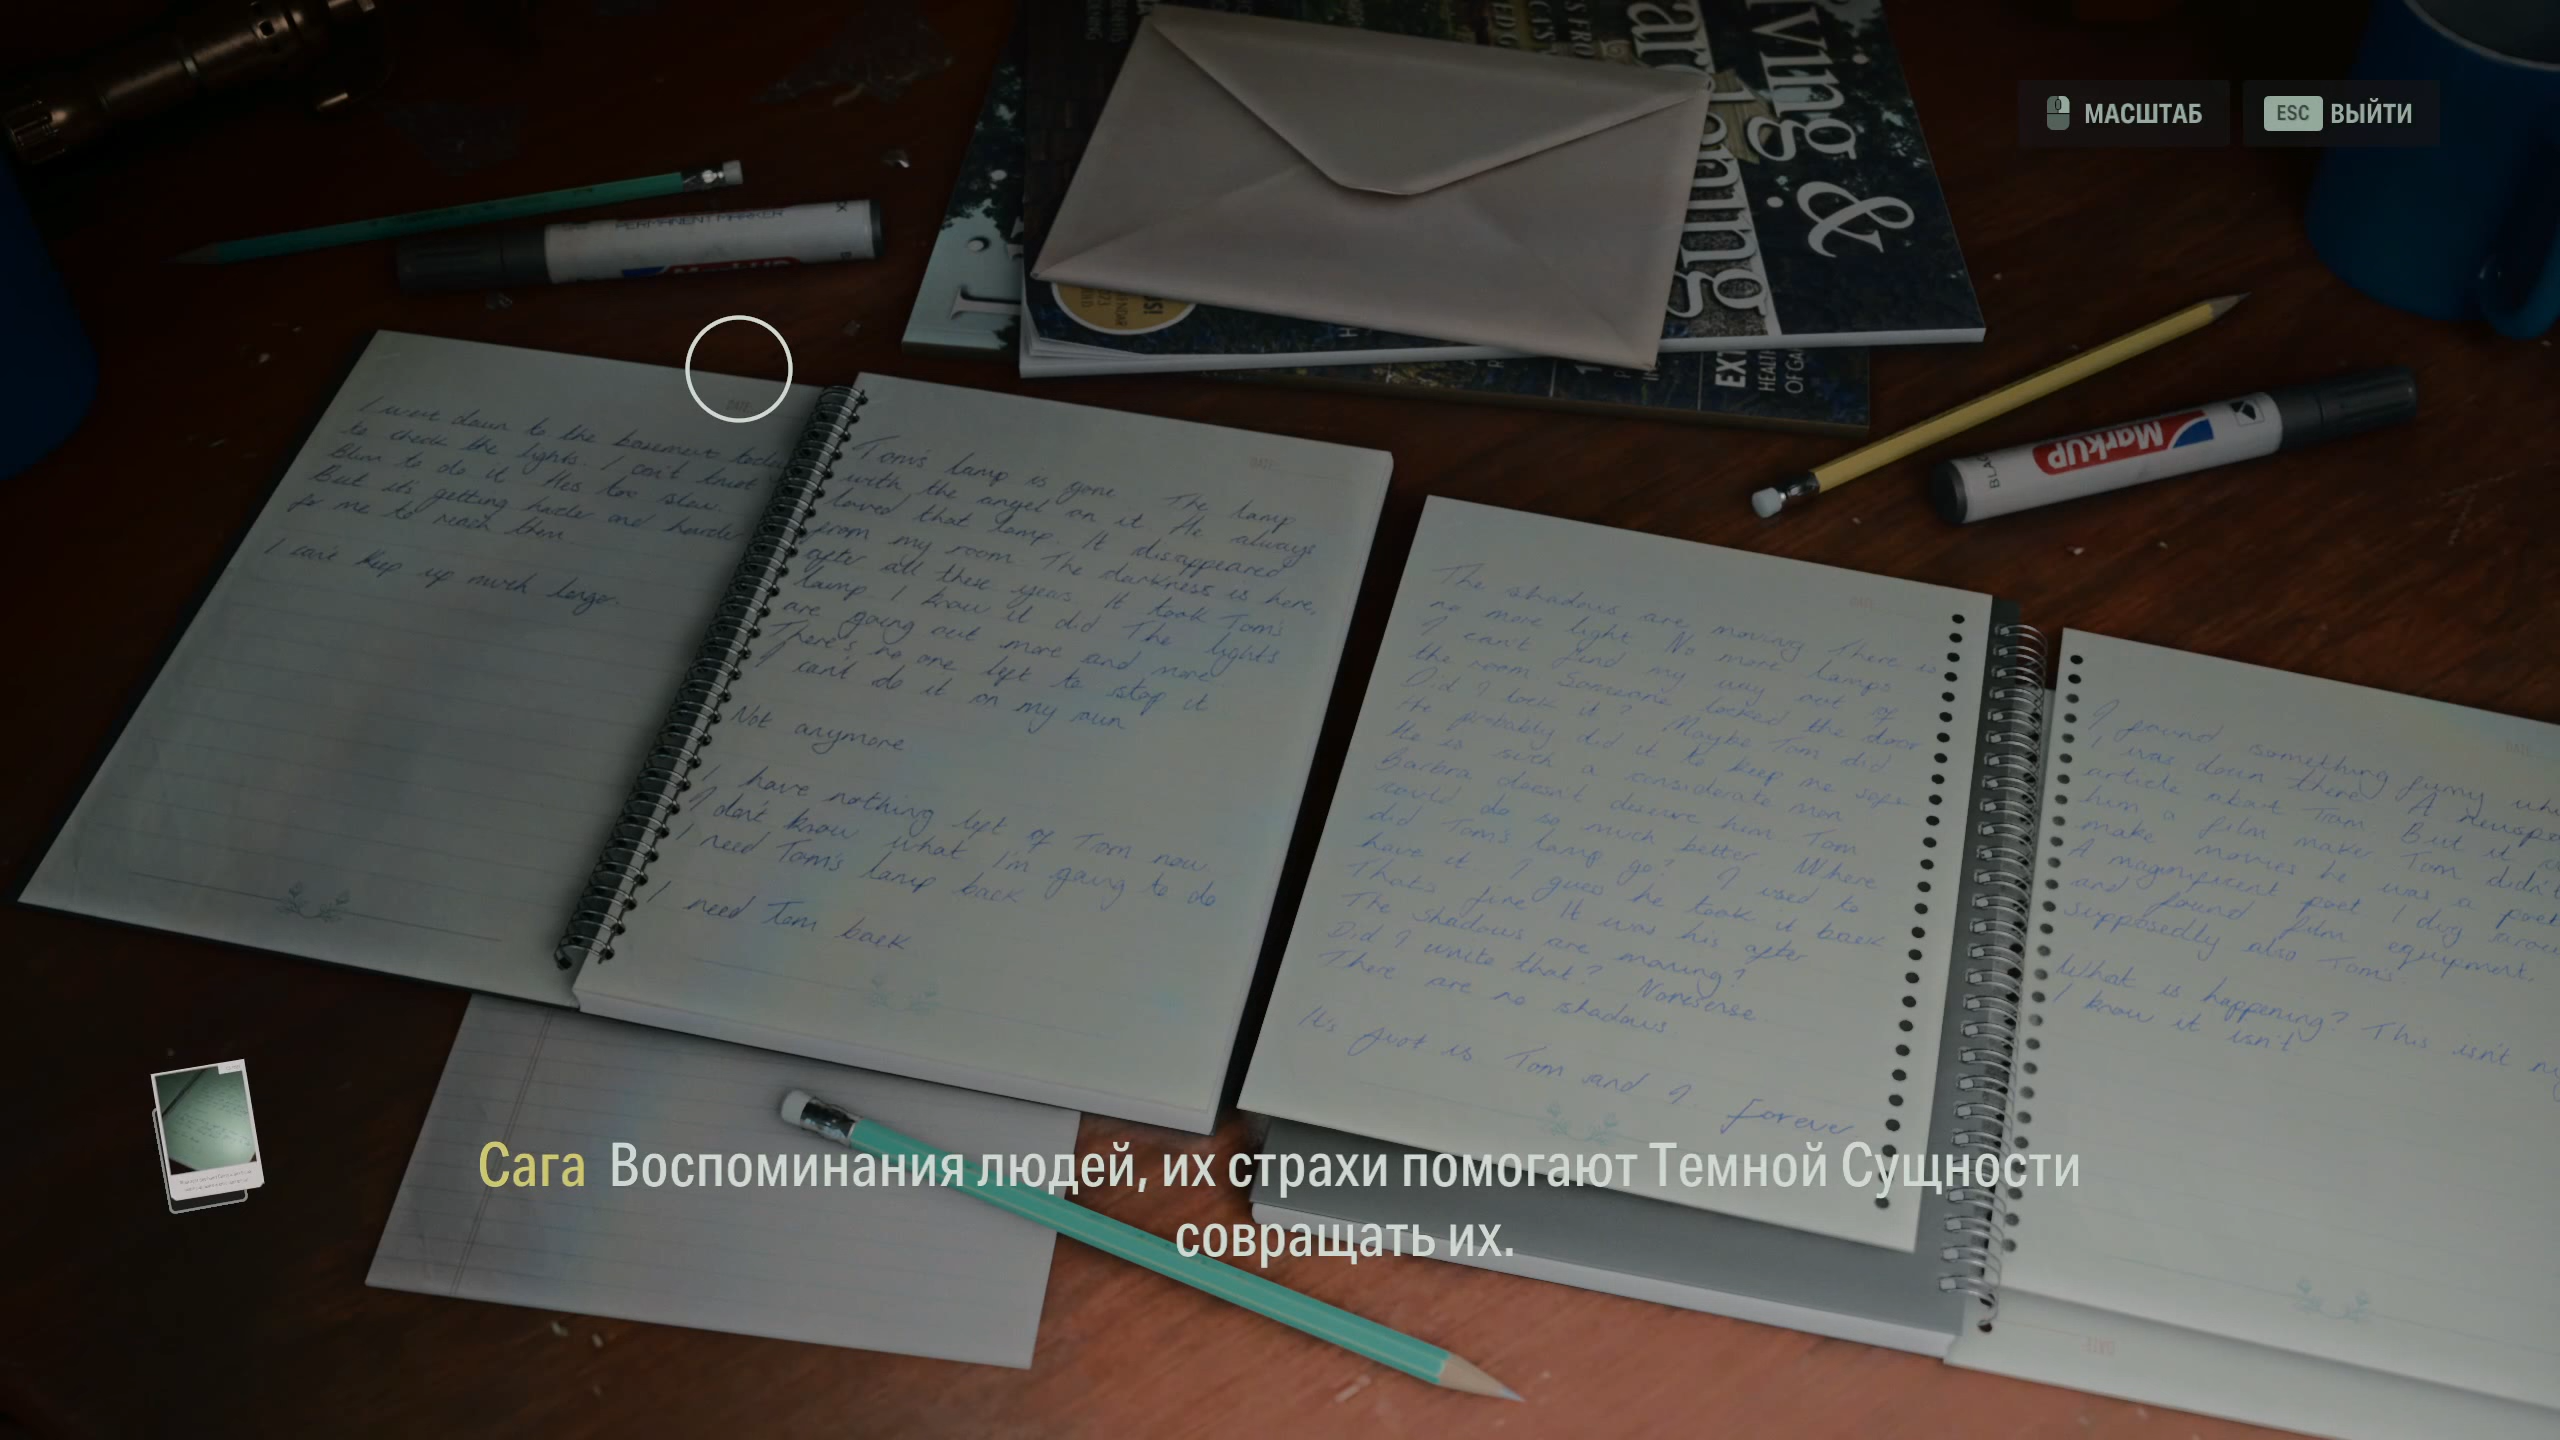 МАСШТАБ
ESC ВЫЙТИ
iving &
PERMANENT MARKER
MarkUP
MarkUP
DATE:
I went down to the basement today
to check the lights. I can't trust
Blum to do it. He's too slow.
But it's getting harder and harder
for me to reach them
I can't keep up much longer.
DATE:
Tom's lamp is gone. The lamp
with the angel on it. He always
loved that lamp. It disappeared
from my room. The darkness is here,
after all these years. It took Tom's
lamp. I know it did. The lights
are going out more and more
There's no one left to stop it
I can't do it on my own
Not anymore
I have nothing left of Tom now.
I don't know what I'm going to do
I need Tom's lamp back
I need Tom back
DATE:
The shadows are moving. There is
no more light. No more lamps
I can't find my way out of
the room. Someone locked the door
Did I lock it? Maybe Tom did
He probably did it to keep me safe
He is such a considerate man
Barbra doesn't deserve him. Tom
could do so much better. Where
did Tom's lamp go? I used to
have it. I guess he took it back
That's fine. It was his after
The shadows are moving?
Did I write that? Nonsense.
There are no shadows.
It's just is Tom and I. Forever
DATE:
I found something funny
I was down there. A
article about Tom. But it
him a film maker. Tom didn't
make movies he was a poet
A magnificent poet. I dug
and found film equipment.
supposedly also Tom's.
What is happening? This isn't
I know it isn't.
DATE:
Сага Воспоминания людей, их страхи помогают Темной Сущности
совращать их.